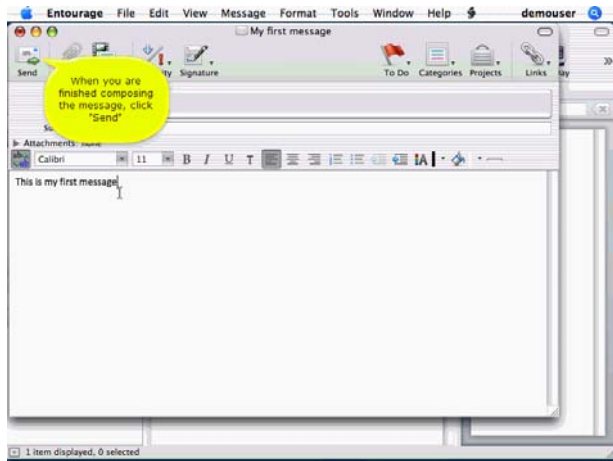 Entourage File Edit View Message Format Tools Window Help demouser
My first message
Send Signature To Do Categories Projects Links
When you are
finished composing
the message, click
"Send"
Attachments: none
Calibri 11 B I U T A
This is my first message
1 item displayed, 0 selected